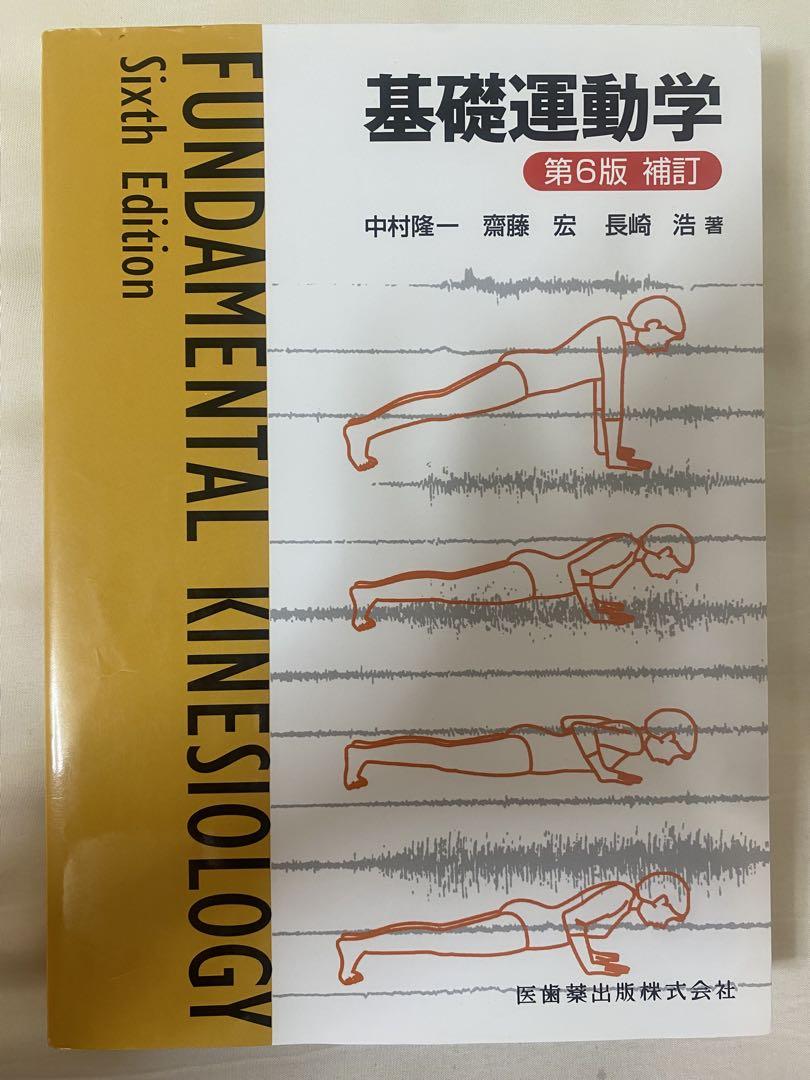 FUNDAMENTAL KINESIOLOGY
Sixth Edition
基礎運動学
第6版 補訂
中村隆一 齋藤 宏 長崎 浩 著
医歯薬出版株式会社